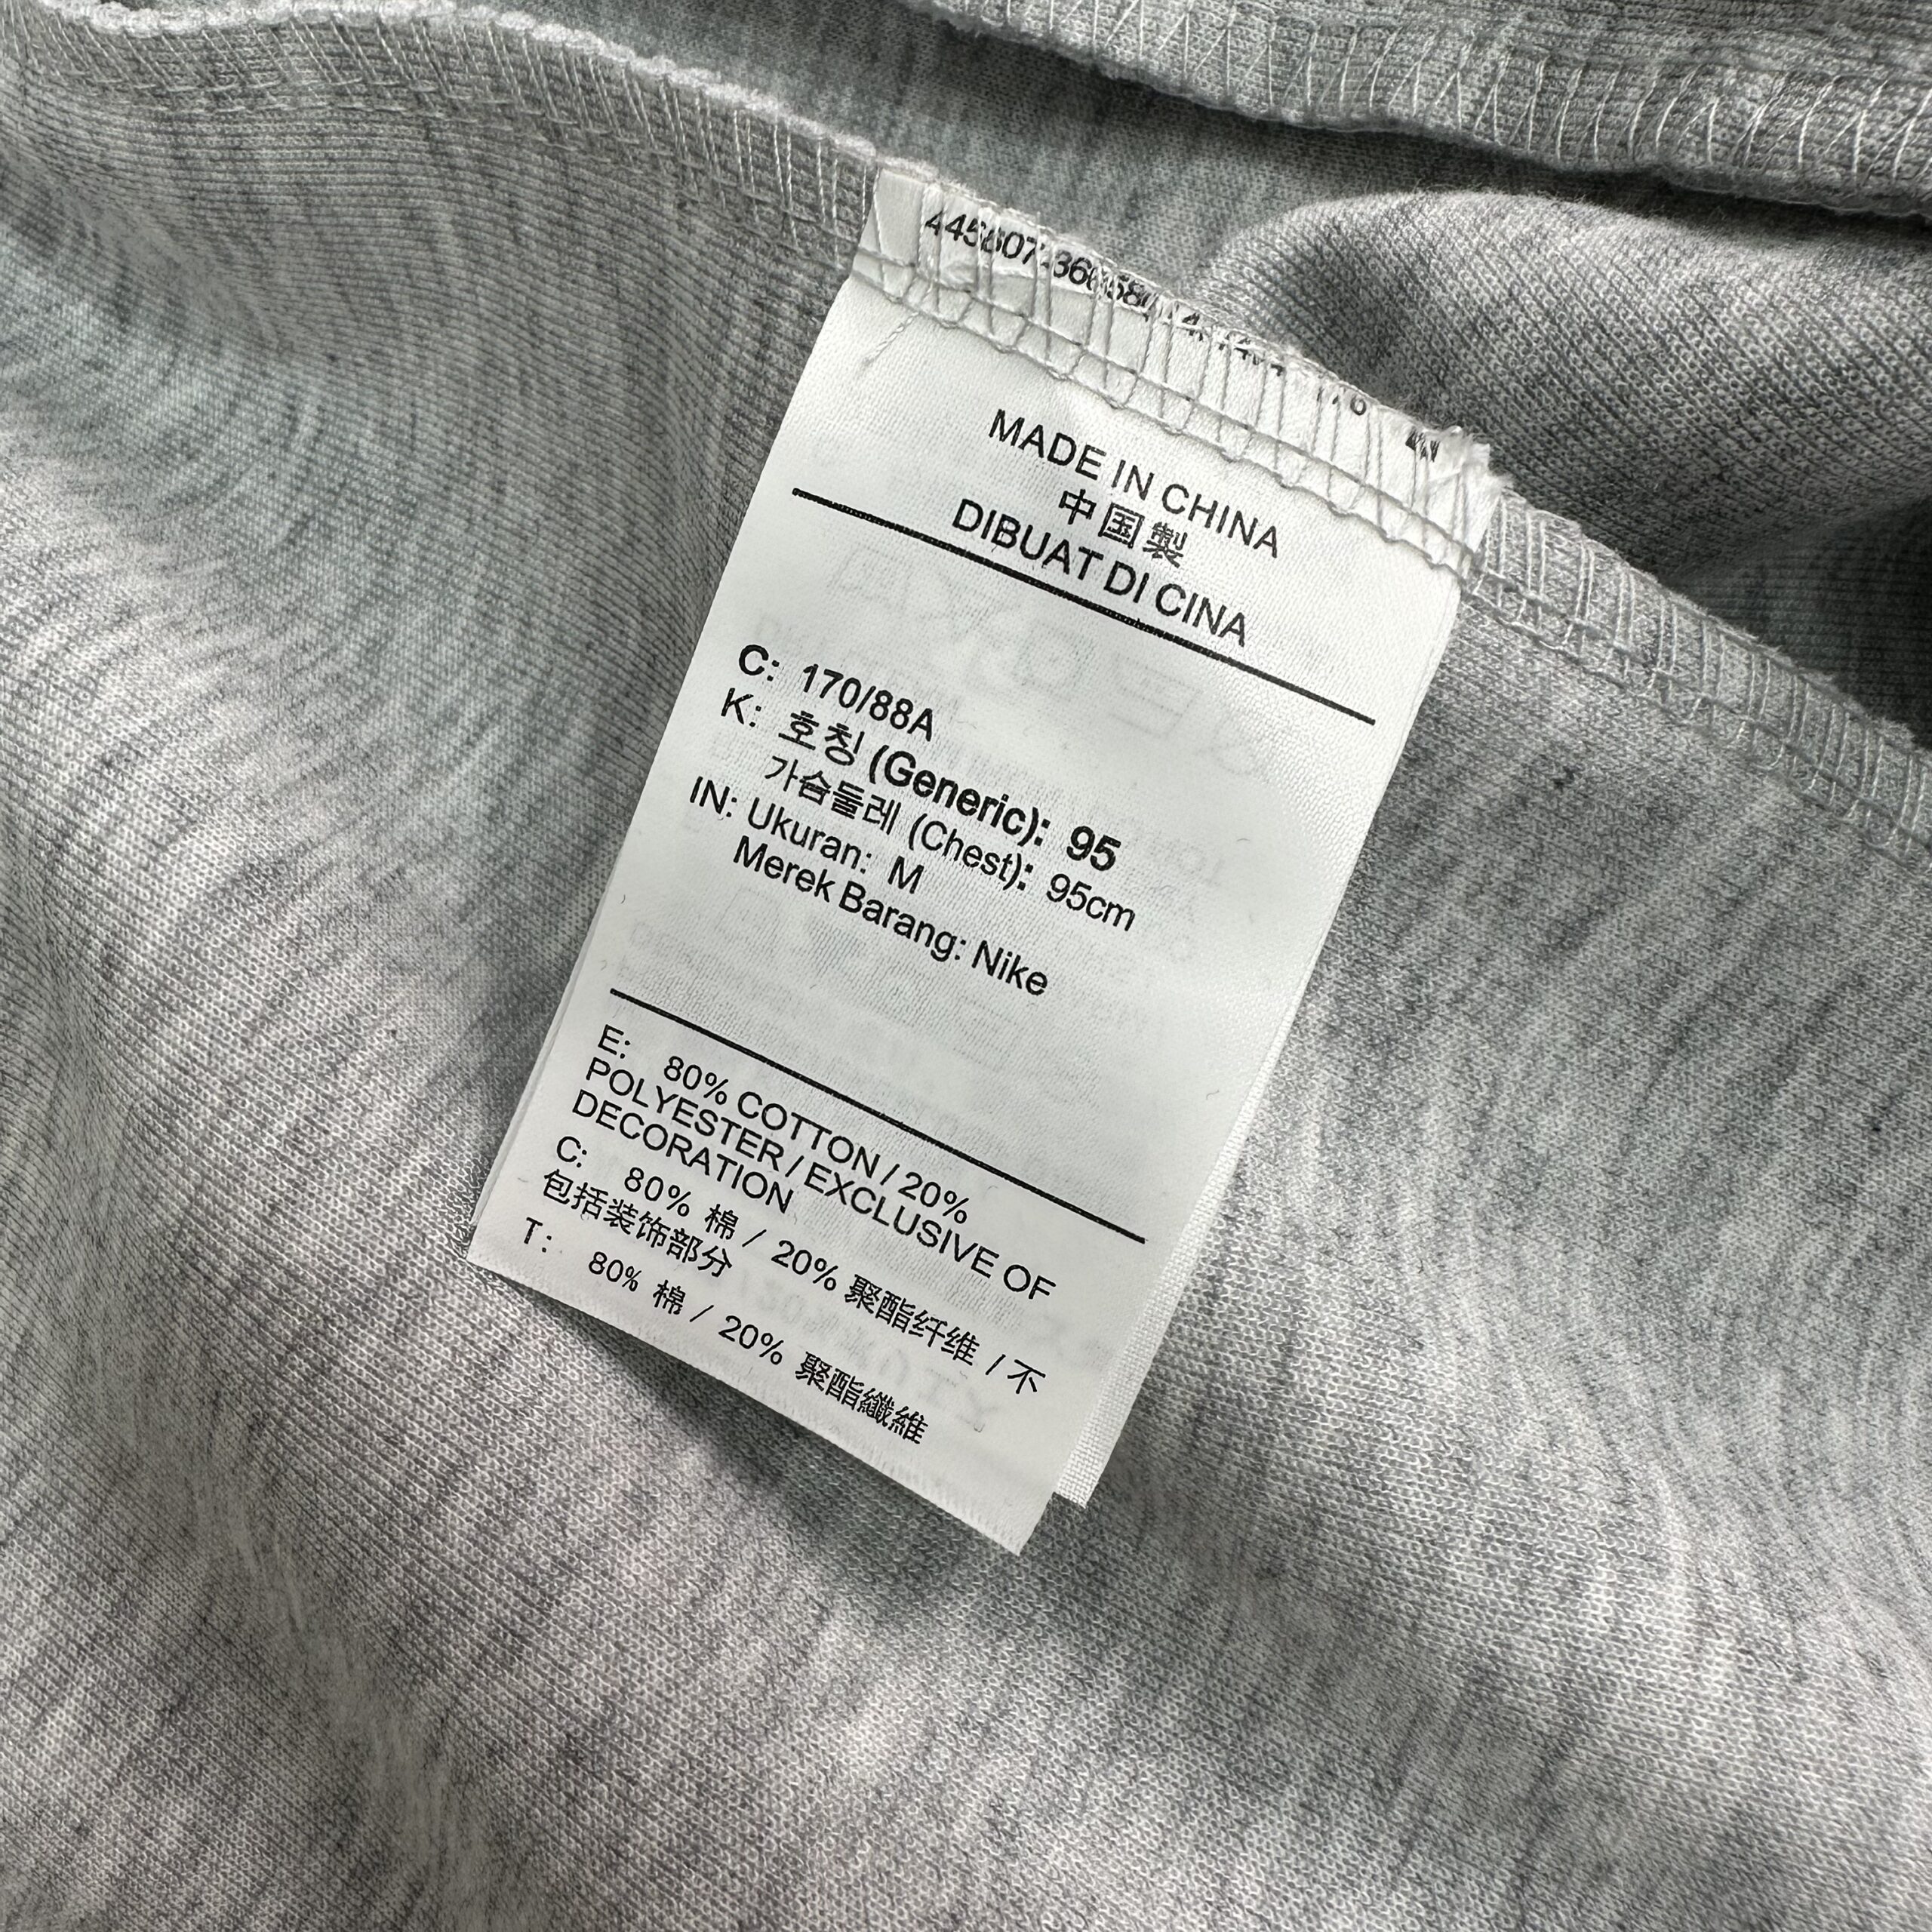 MADE IN CHINA
中国製
DIBUAT DI CINA
C: 170/88A
K: 호칭 (Generic): 95
가슴둘레 (Chest): 95cm
IN: Ukuran: M
Merek Barang: Nike
E: 80% COTTON / 20%
POLYESTER / EXCLUSIVE OF
DECORATION
C: 80% 棉 / 20% 聚酯纤维 / 不
包括装饰部分
T: 80% 棉 / 20% 聚酯纖維